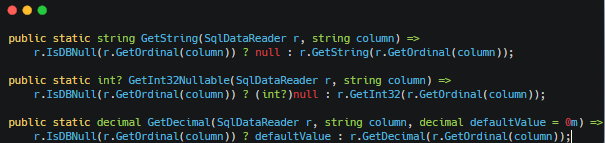 public static string GetString(SqlDataReader r, string column) =>
    r.IsDBNull(r.GetOrdinal(column)) ? null : r.GetString(r.GetOrdinal(column));
public static int? GetInt32Nullable(SqlDataReader r, string column) =>
    r.IsDBNull(r.GetOrdinal(column)) ? (int?)null : r.GetInt32(r.GetOrdinal(column));
public static decimal GetDecimal(SqlDataReader r, string column, decimal defaultValue = 0m) =>
    r.IsDBNull(r.GetOrdinal(column)) ? defaultValue : r.GetDecimal(r.GetOrdinal(column));